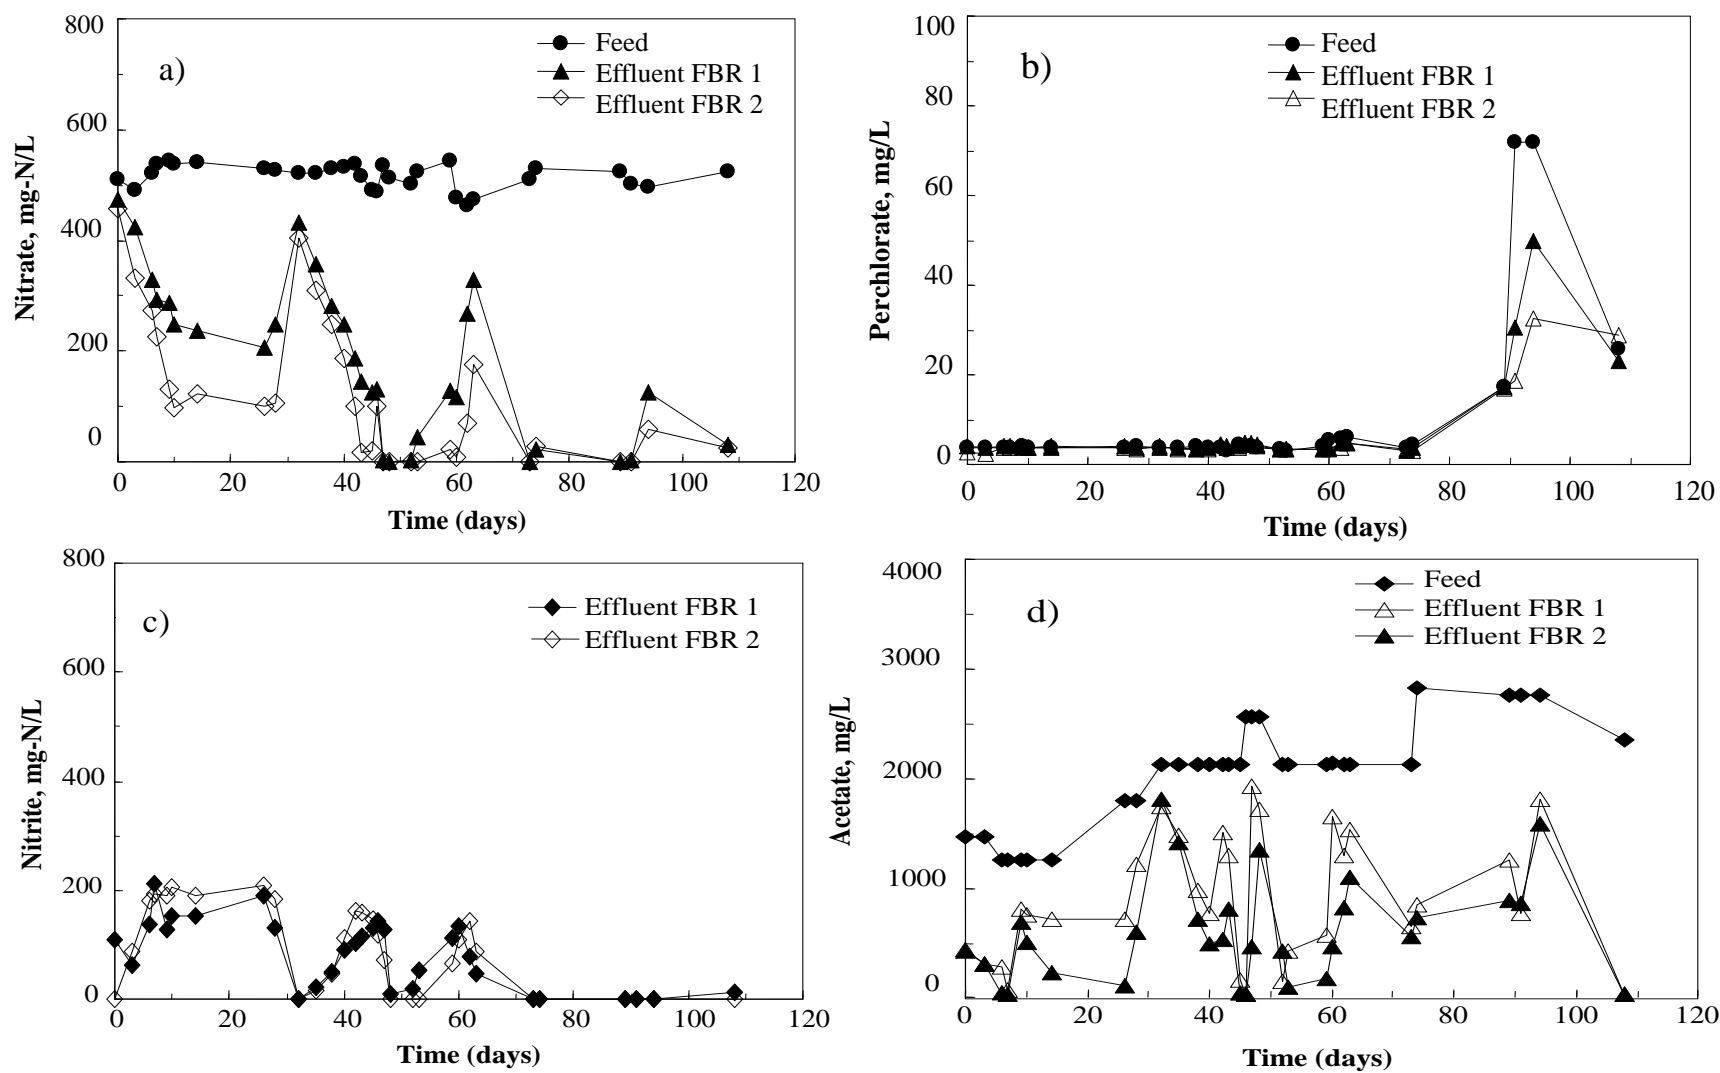 a)
Feed
Effluent FBR 1
Effluent FBR 2
800
600
400
200
0
Nitrate, mg-N/L
0 20 40 60 80 100 120
Time (days)
b)
Feed
Effluent FBR 1
Effluent FBR 2
100
80
60
40
20
0
Perchlorate, mg/L
0 20 40 60 80 100 120
Time (days)
c)
Effluent FBR 1
Effluent FBR 2
800
600
400
200
0
Nitrite, mg-N/L
0 20 40 60 80 100 120
Time (days)
d)
Feed
Effluent FBR 1
Effluent FBR 2
4000
3000
2000
1000
0
Acetate, mg/L
0 20 40 60 80 100 120
Time (days)